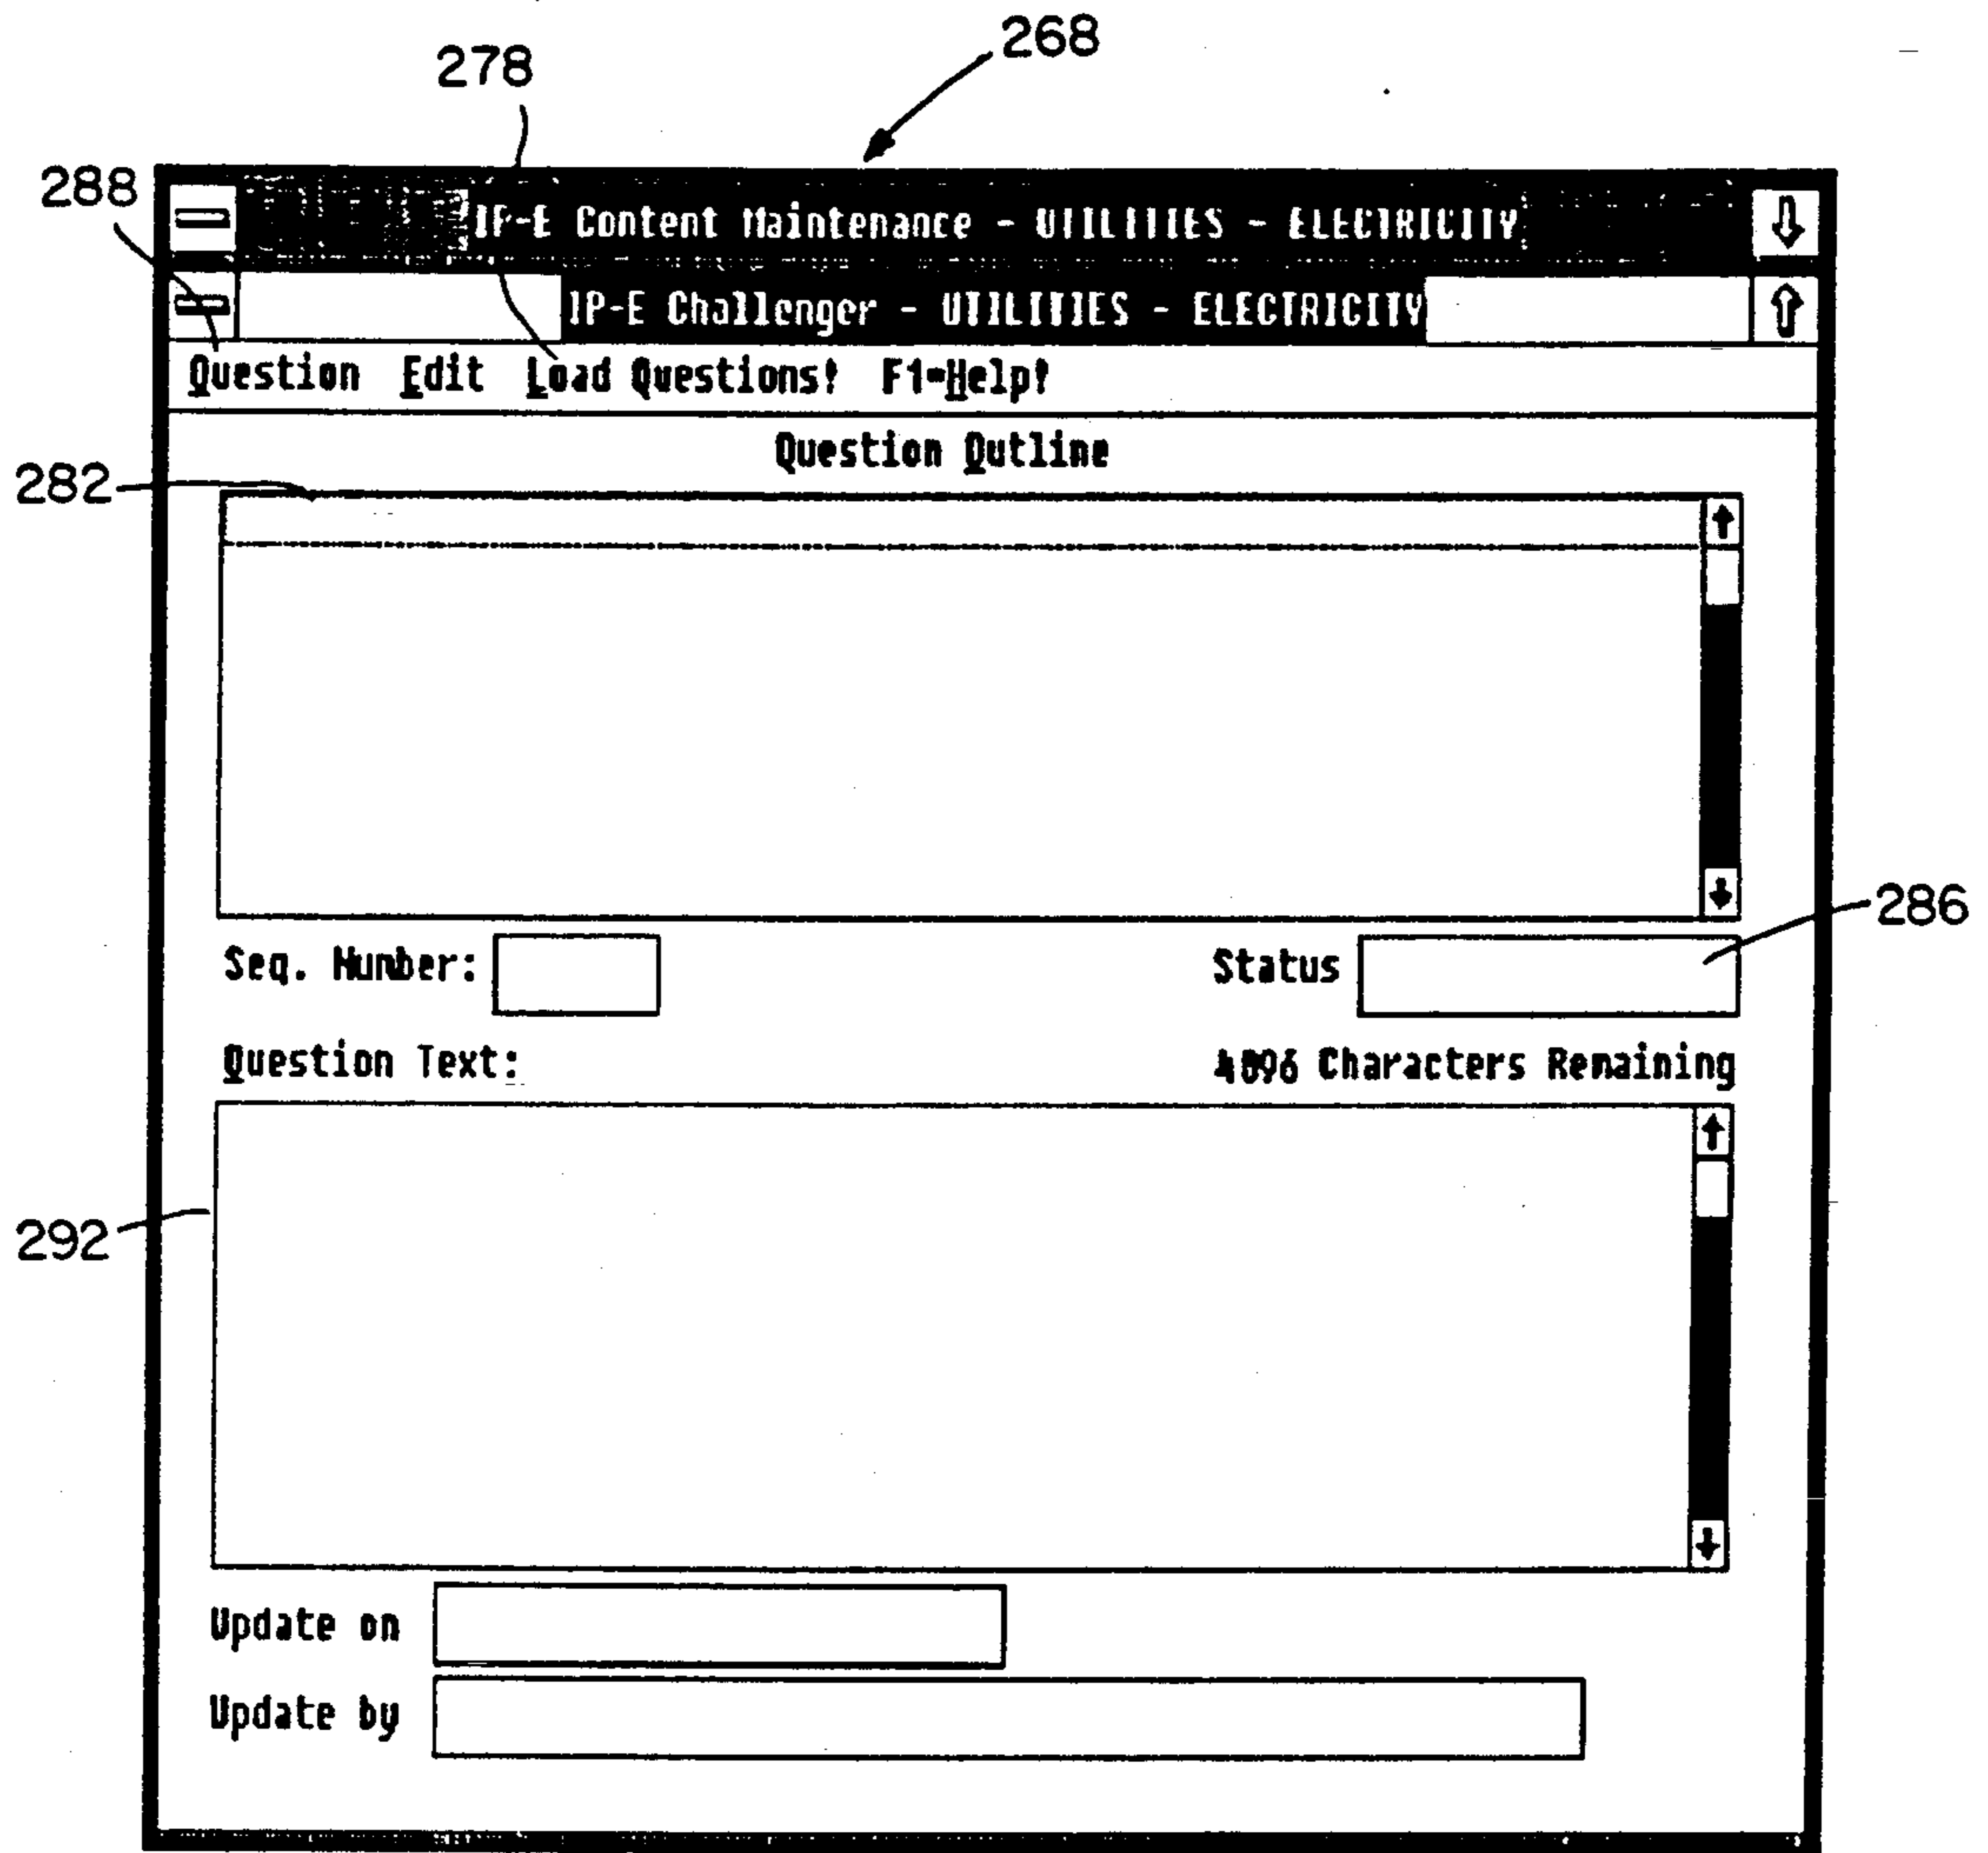 268
278
288
IP-E Content Maintenance - UTILITIES - ELECTRICITY
IP-E Challenger - UTILITIES - ELECTRICITY
Question Edit Load Questions! F1=Help!
Question Outline
282
286
Seq. Number: Status
Question Text: 4096 Characters Remaining
292
Update on
Update by